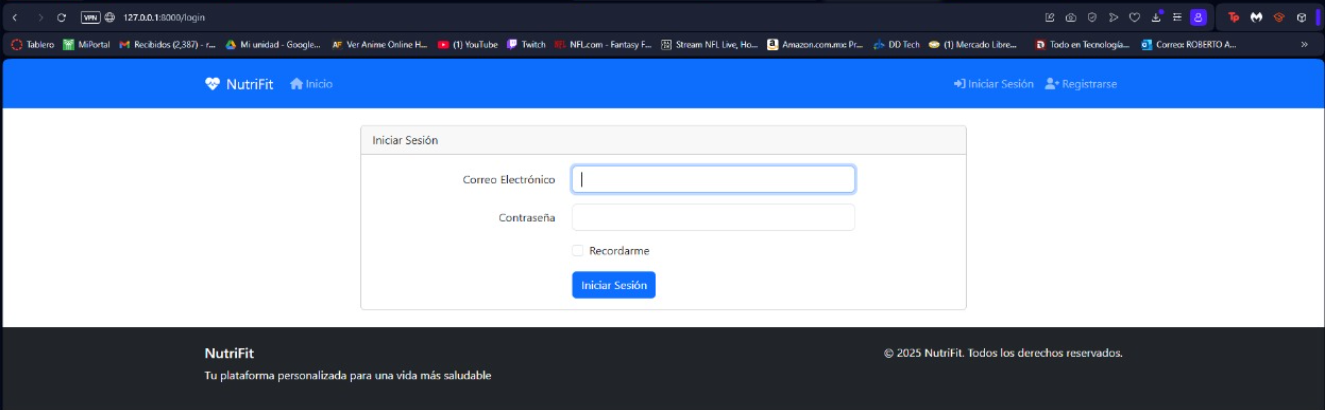 VPN 127.0.0.1:8000/login
Tablero MiPortal Recibidos (2,387) - r... Mi unidad - Google... AF Ver Anime Online H... (1) YouTube Twitch NFL.com - Fantasy F... Stream NFL Live, Ho... Amazon.com.mx: Pr... DD Tech (1) Mercado Libre... Todo en Tecnología... Correo: ROBERTO A... »
NutriFit Inicio Iniciar Sesión Registrarse
Iniciar Sesión
Correo Electrónico
Contraseña
Recordarme
Iniciar Sesión
NutriFit © 2025 NutriFit. Todos los derechos reservados.
Tu plataforma personalizada para una vida más saludable